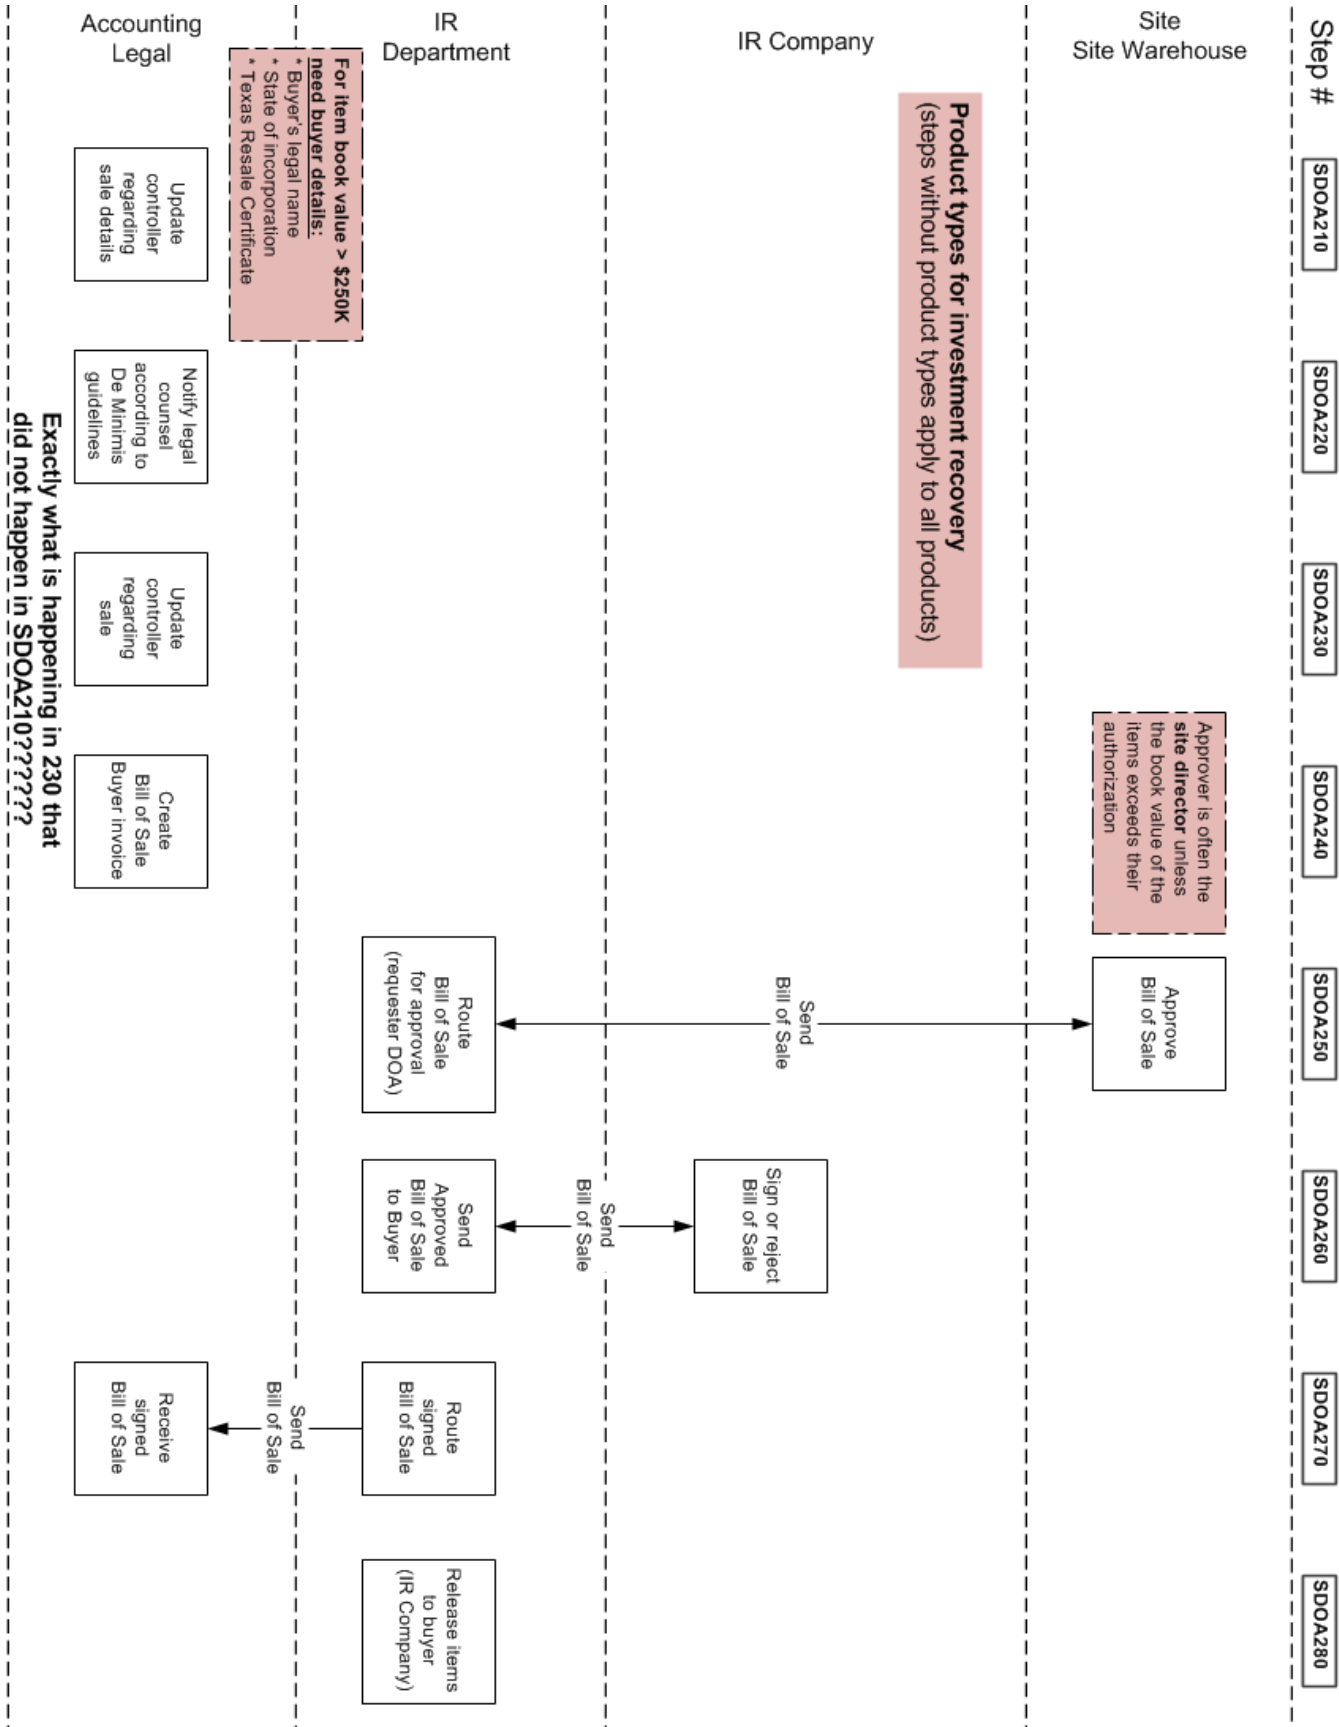 Accounting
Legal
IR
Department
IR Company
Site
Site Warehouse
Step #
SDOA210
SDOA220
SDOA230
SDOA240
SDOA250
SDOA260
SDOA270
SDOA280
Product types for investment recovery
(steps without product types apply to all products)
For item book value > $250K
need buyer details:
* Buyer's legal name
* State of incorporation
* Texas Resale Certificate
Update
controller
regarding
sale details
Notify legal
counsel
according to
De Minimis
guidelines
Update
controller
regarding
sale
Exactly what is happening in 230 that
did not happen in SDOA210??????
Create
Bill of Sale
Buyer invoice
Approver is often the
site director unless
the book value of the
items exceeds their
authorization
Approve
Bill of Sale
Send
Bill of Sale
Route
Bill of Sale
for approval
(requester DOA)
Sign or reject
Bill of Sale
Send
Bill of Sale
Send
Approved
Bill of Sale
to Buyer
Route
signed
Bill of Sale
Send
Bill of Sale
Receive
signed
Bill of Sale
Release items
to buyer
(IR Company)